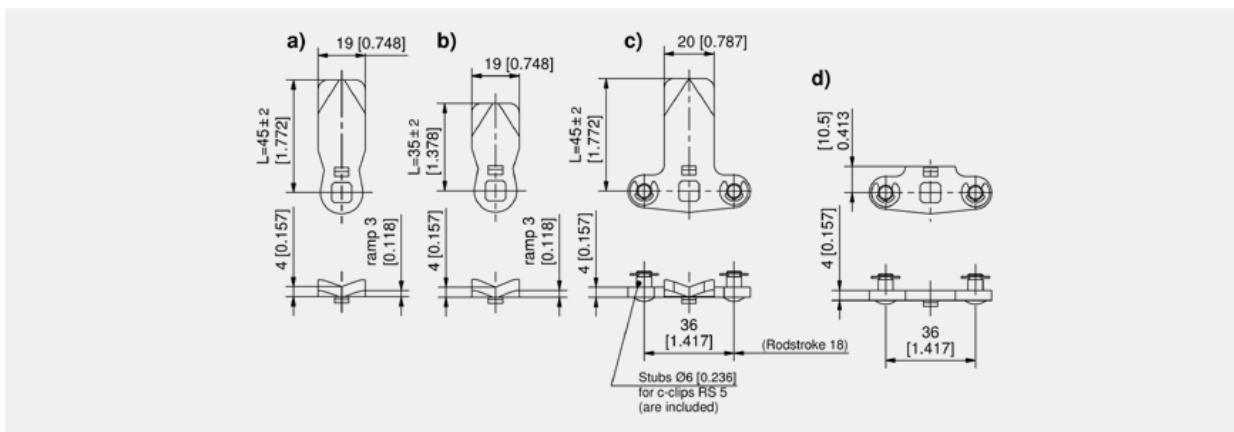 a)
19 [0.748]
L=45± 2
[1.772]
4 [0.157]
ramp 3
[0.118]
b)
19 [0.748]
L=35± 2
[1.378]
4 [0.157]
ramp 3
[0.118]
c)
20 [0.787]
L=45± 2
[1.772]
4 [0.157]
36
[1.417]
(Rodstroke 18)
Stubs Ø6 [0.236]
for c-clips RS 5
(are included)
d)
[10.5]
0.413
4 [0.157]
36
[1.417]